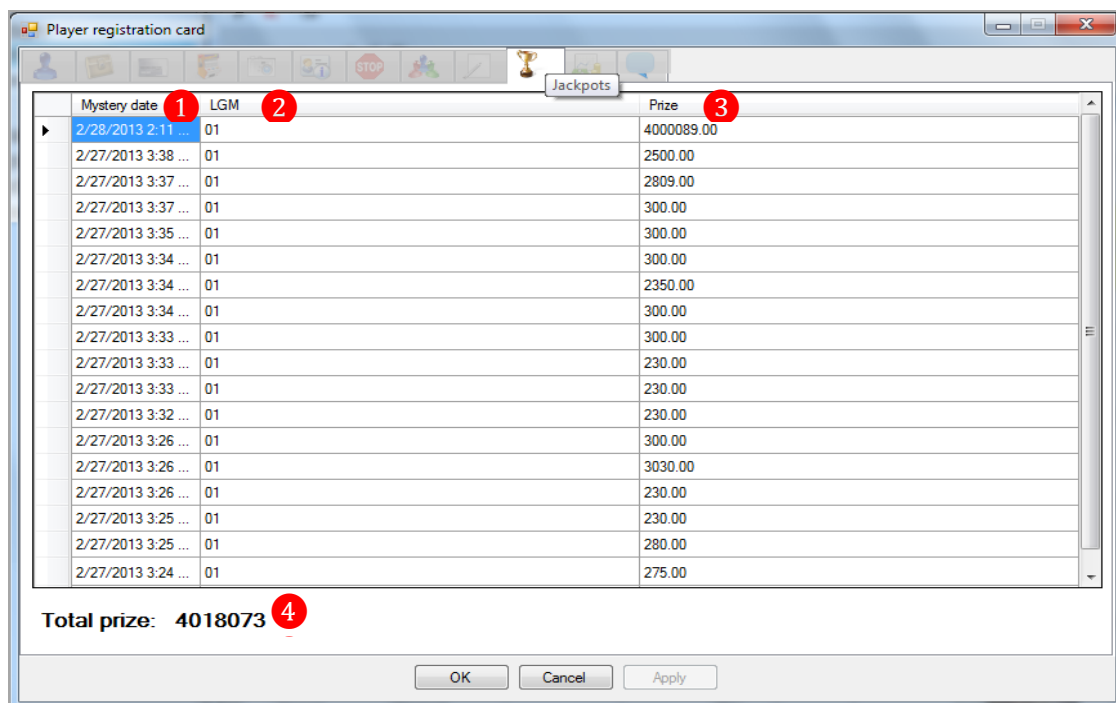 Player registration card
STOP
Jackpots
Mystery date 1 LGM 2 Prize 3
2/28/2013 2:11 ... 01 4000089.00
2/27/2013 3:38 ... 01 2500.00
2/27/2013 3:37 ... 01 2809.00
2/27/2013 3:37 ... 01 300.00
2/27/2013 3:35 ... 01 300.00
2/27/2013 3:34 ... 01 300.00
2/27/2013 3:34 ... 01 2350.00
2/27/2013 3:34 ... 01 300.00
2/27/2013 3:33 ... 01 300.00
2/27/2013 3:33 ... 01 230.00
2/27/2013 3:33 ... 01 230.00
2/27/2013 3:32 ... 01 230.00
2/27/2013 3:26 ... 01 300.00
2/27/2013 3:26 ... 01 3030.00
2/27/2013 3:26 ... 01 230.00
2/27/2013 3:25 ... 01 230.00
2/27/2013 3:25 ... 01 280.00
2/27/2013 3:24 ... 01 275.00
Total prize: 4018073 4
OK Cancel Apply